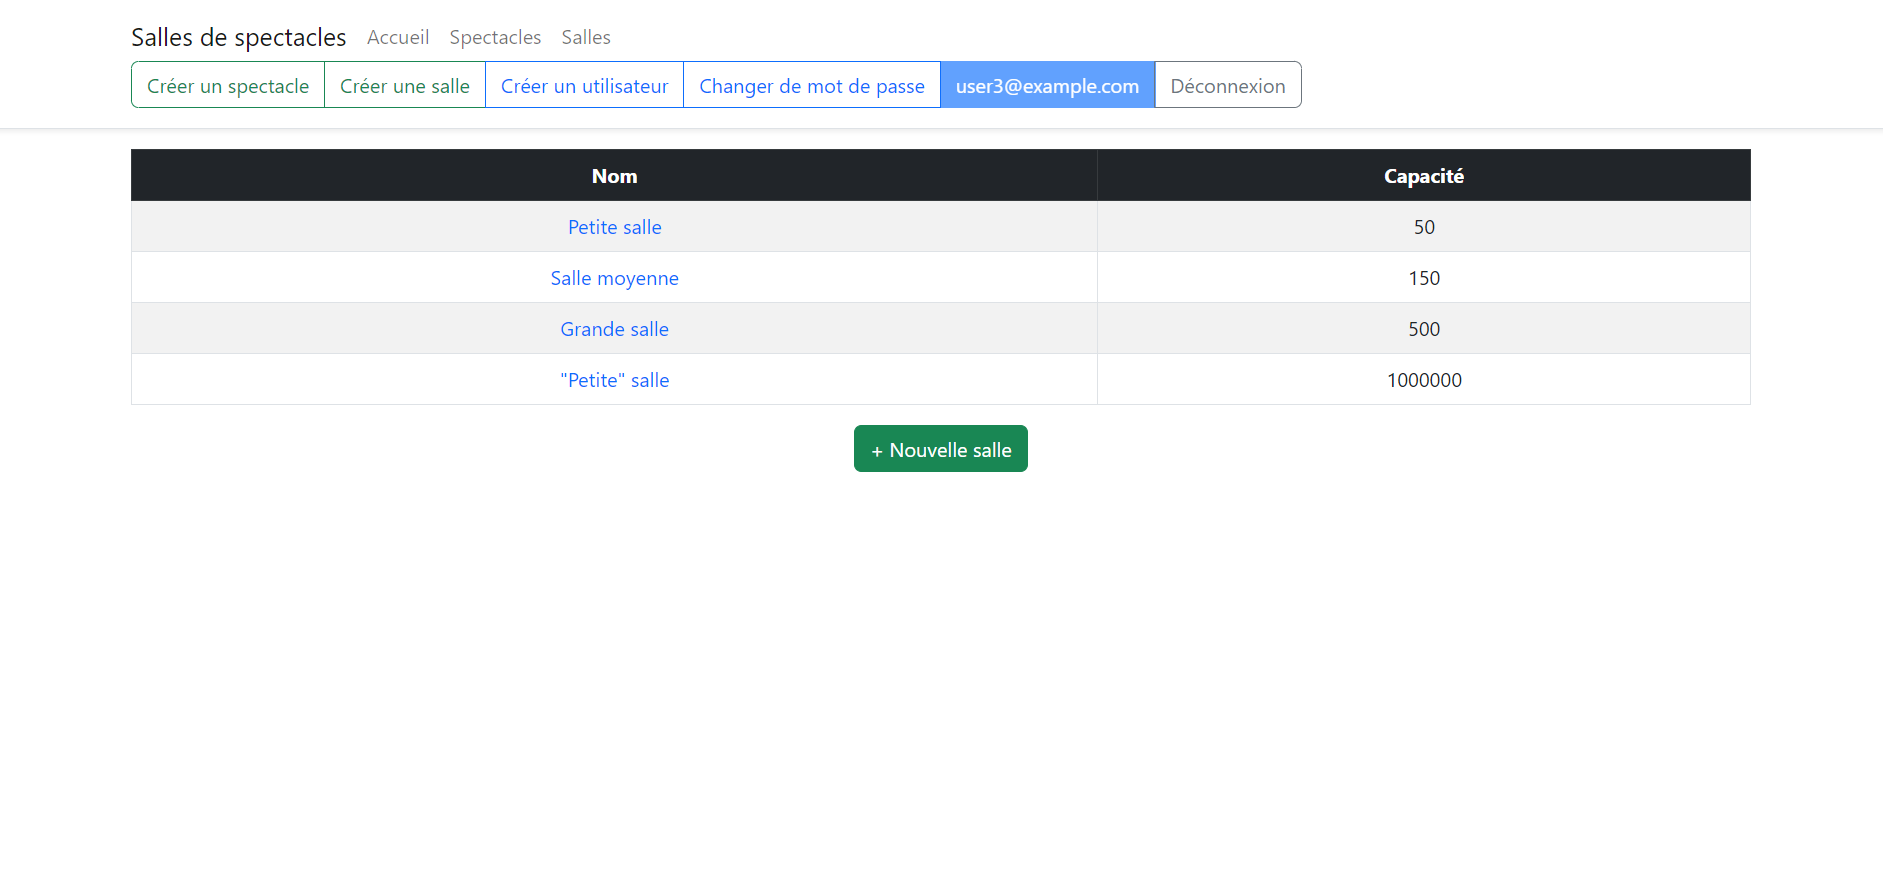 Salles de spectacles Accueil Spectacles Salles
Créer un spectacle Créer une salle Créer un utilisateur Changer de mot de passe user3@example.com Déconnexion
Nom Capacité
Petite salle 50
Salle moyenne 150
Grande salle 500
"Petite" salle 1000000
+ Nouvelle salle